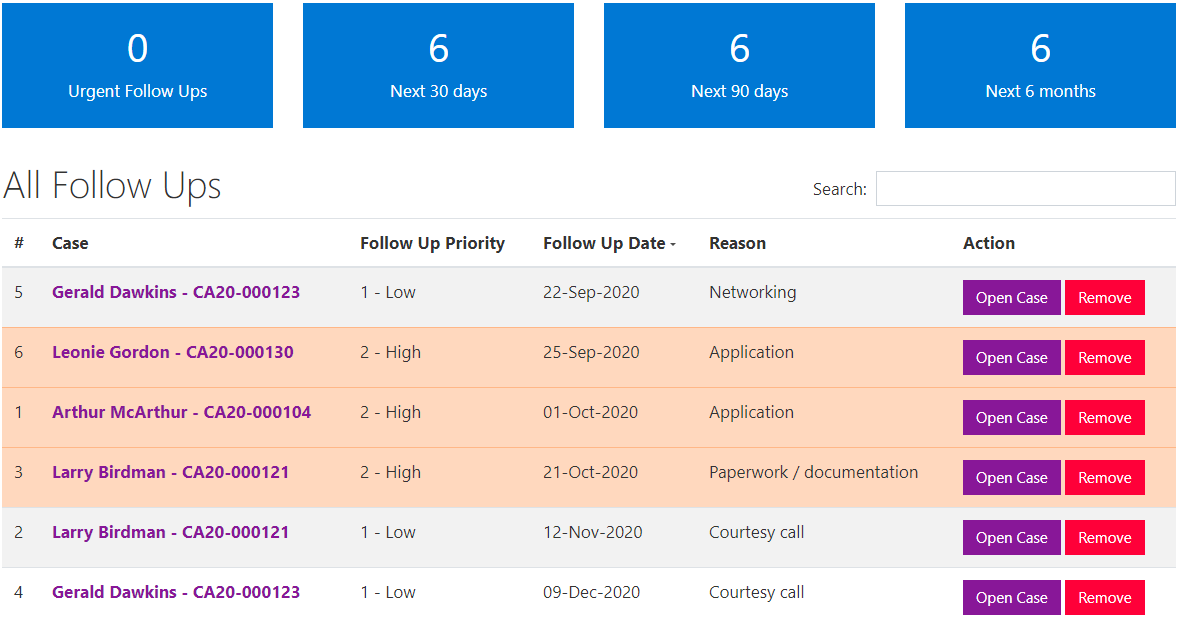 0 6 6 6
Urgent Follow Ups Next 30 days Next 90 days Next 6 months
All Follow Ups Search:
# Case Follow Up Priority Follow Up Date Reason Action
5 Gerald Dawkins - CA20-000123 1 - Low 22-Sep-2020 Networking Open Case Remove
6 Leonie Gordon - CA20-000130 2 - High 25-Sep-2020 Application Open Case Remove
1 Arthur McArthur - CA20-000104 2 - High 01-Oct-2020 Application Open Case Remove
3 Larry Birdman - CA20-000121 2 - High 21-Oct-2020 Paperwork / documentation Open Case Remove
2 Larry Birdman - CA20-000121 1 - Low 12-Nov-2020 Courtesy call Open Case Remove
4 Gerald Dawkins - CA20-000123 1 - Low 09-Dec-2020 Courtesy call Open Case Remove